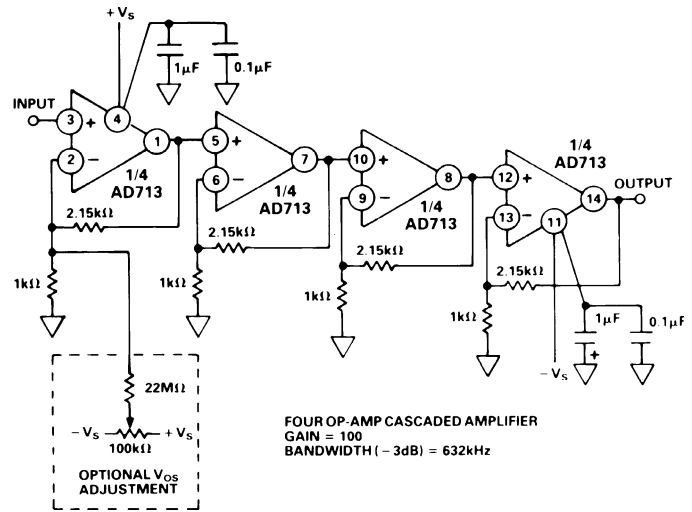 + Vs
1µF
0.1µF
INPUT
3
+
4
1
2
−
1/4
AD713
2.15kΩ
1kΩ
5
+
7
6
−
1/4
AD713
2.15kΩ
1kΩ
10
+
8
9
−
1/4
AD713
2.15kΩ
1kΩ
1/4
AD713
12
+
14
OUTPUT
13
−
11
2.15kΩ
1kΩ
1µF
+
0.1µF
− Vs
22MΩ
− Vs
+ Vs
100kΩ
OPTIONAL VOS
ADJUSTMENT
FOUR OP-AMP CASCADED AMPLIFIER
GAIN = 100
BANDWIDTH (− 3dB) = 632kHz